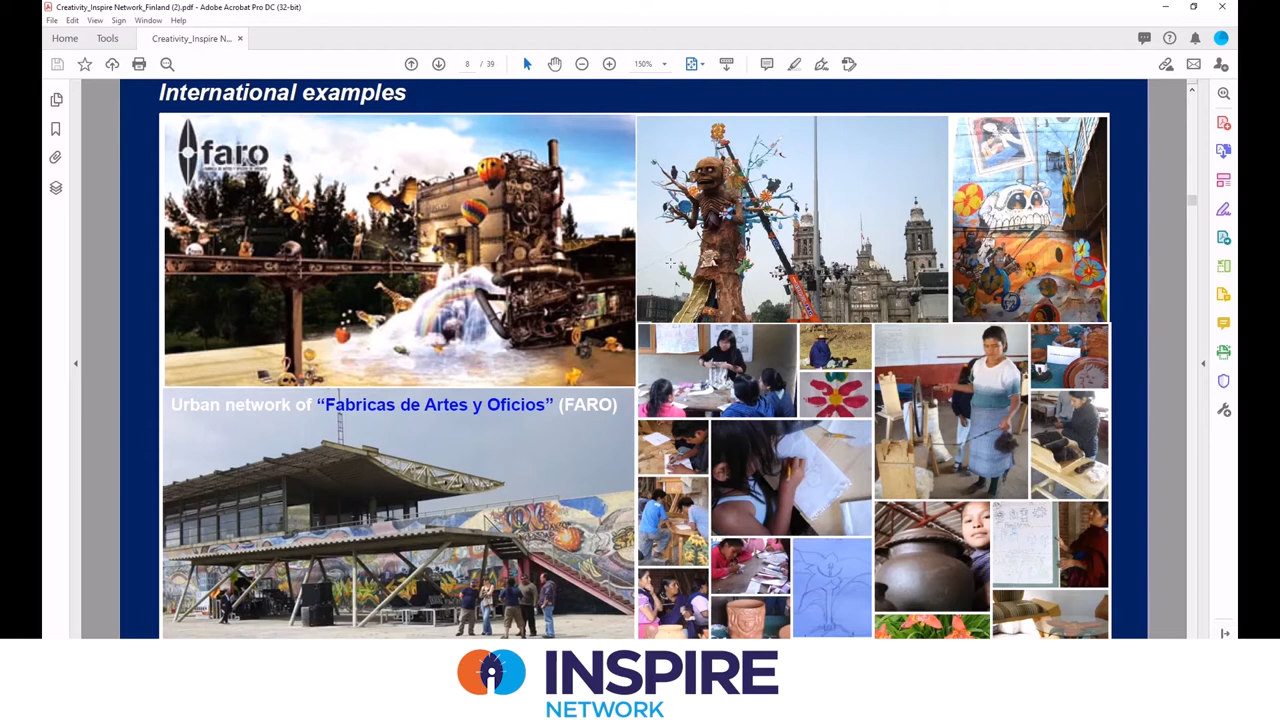 Creativity_Inspire Network_Finland (2).pdf - Adobe Acrobat Pro DC (32-bit)
File Edit View Sign Window Help
Home Tools Creativity_Inspire N... ×
8 / 39 150%
International examples
faro
Urban network of “Fabricas de Artes y Oficios” (FARO)
INSPIRE
NETWORK